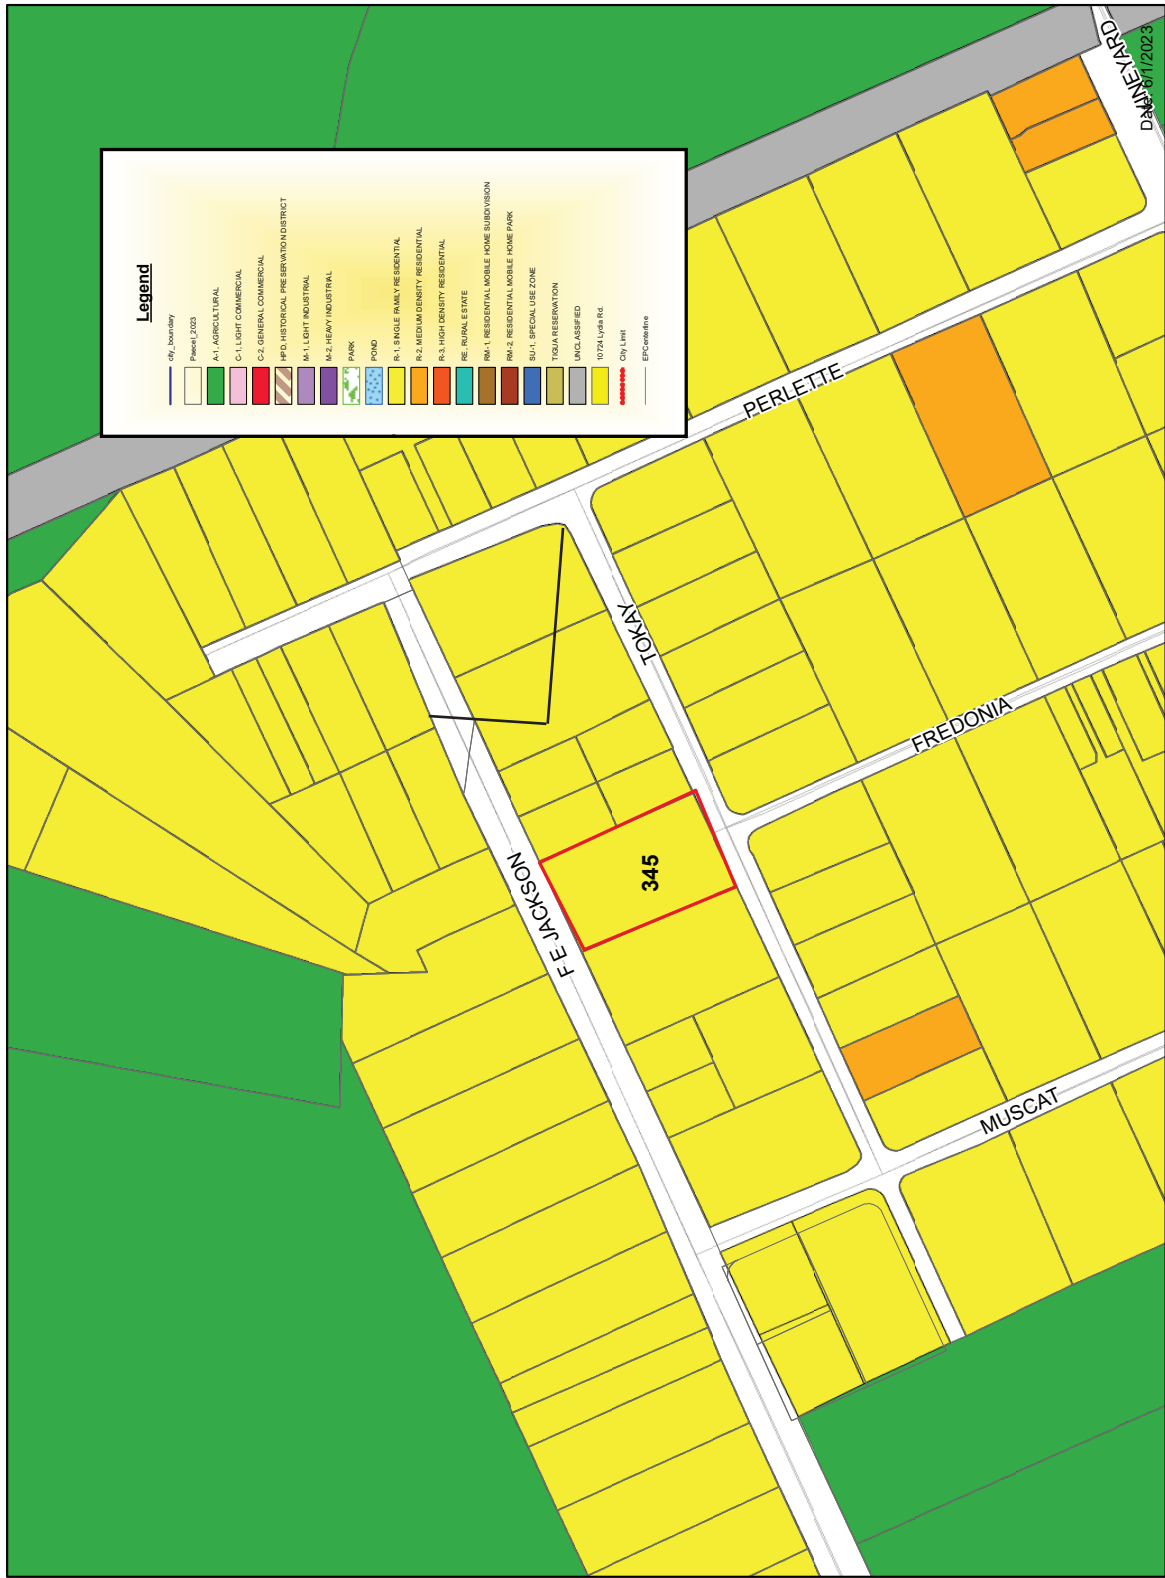 Legend
city_boundary
Paecel_2023
A-1, AGRICULTURAL
C-1, LIGHT COMMERCIAL
C-2, GENERAL COMMERCIAL
HPD, HISTORICAL PRESERVATION DISTRICT
M-1, LIGHT INDUSTRIAL
M-2, HEAVY INDUSTRIAL
PARK
POND
R-1, SINGLE FAMILY RESIDENTIAL
R-2, MEDIUM DENSITY RESIDENTIAL
R-3, HIGH DENSITY RESIDENTIAL
RE, RURAL ESTATE
RM-1, RESIDENTIAL MOBILE HOME SUBDIVISION
RM-2, RESIDENTIAL MOBILE HOME PARK
SU-1, SPECIAL USE ZONE
TIGUA RESERVATION
UNCLASSIFIED
10724 Lydia Rd.
City Limit
EPCenterline
F E JACKSON
345
TOKAY
PERLETTE
FREDONIA
MUSCAT
VINEYARD
Date: 6/1/2023